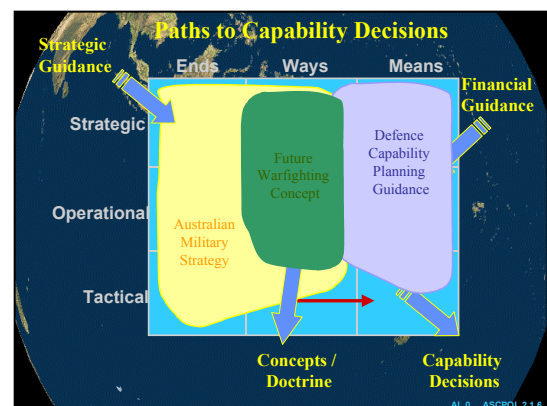 Paths to Capability Decisions
Strategic
Guidance
Ends Ways Means
Financial
Guidance
Strategic
Future
Warfighting
Concept
Defence
Capability
Planning
Guidance
Operational
Australian
Military
Strategy
Tactical
Concepts /
Doctrine
Capability
Decisions